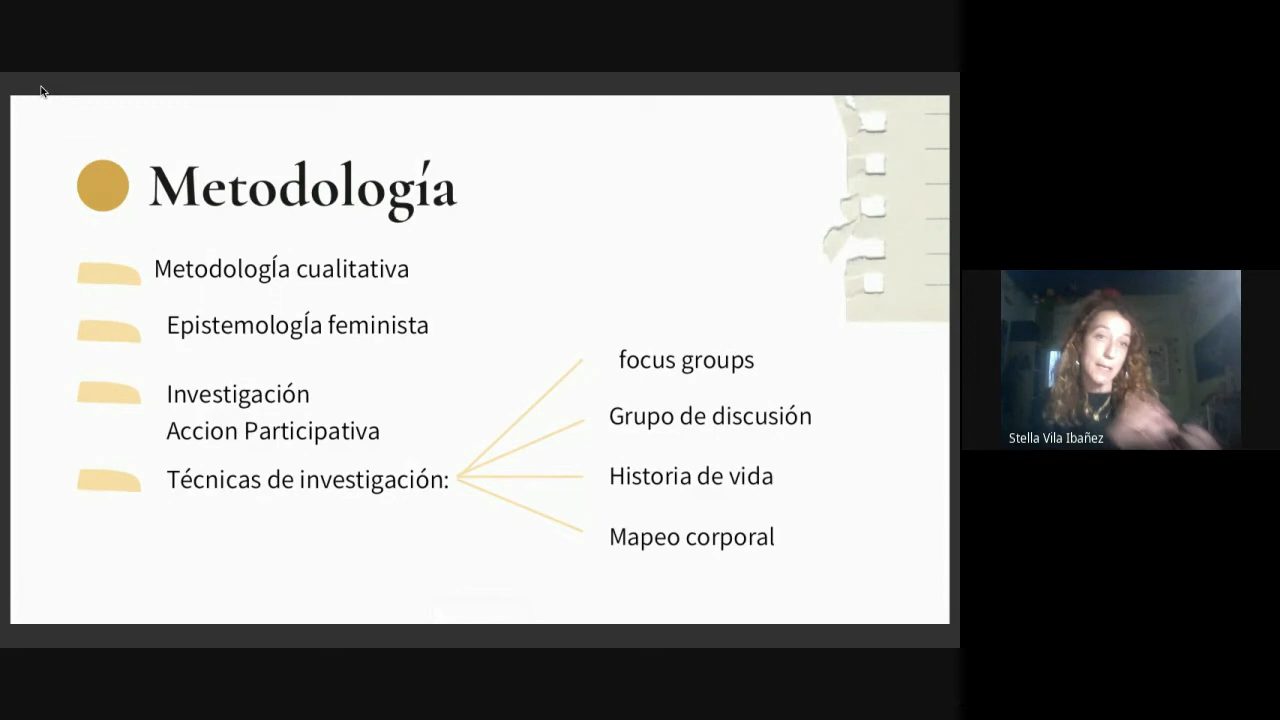 Metodología
MetodologÍa cualitativa
EpistemologÍa feminista
Investigación
Accion Participativa
Técnicas de investigación:
focus groups
Grupo de discusión
Historia de vida
Mapeo corporal
Stella Vila Ibañez